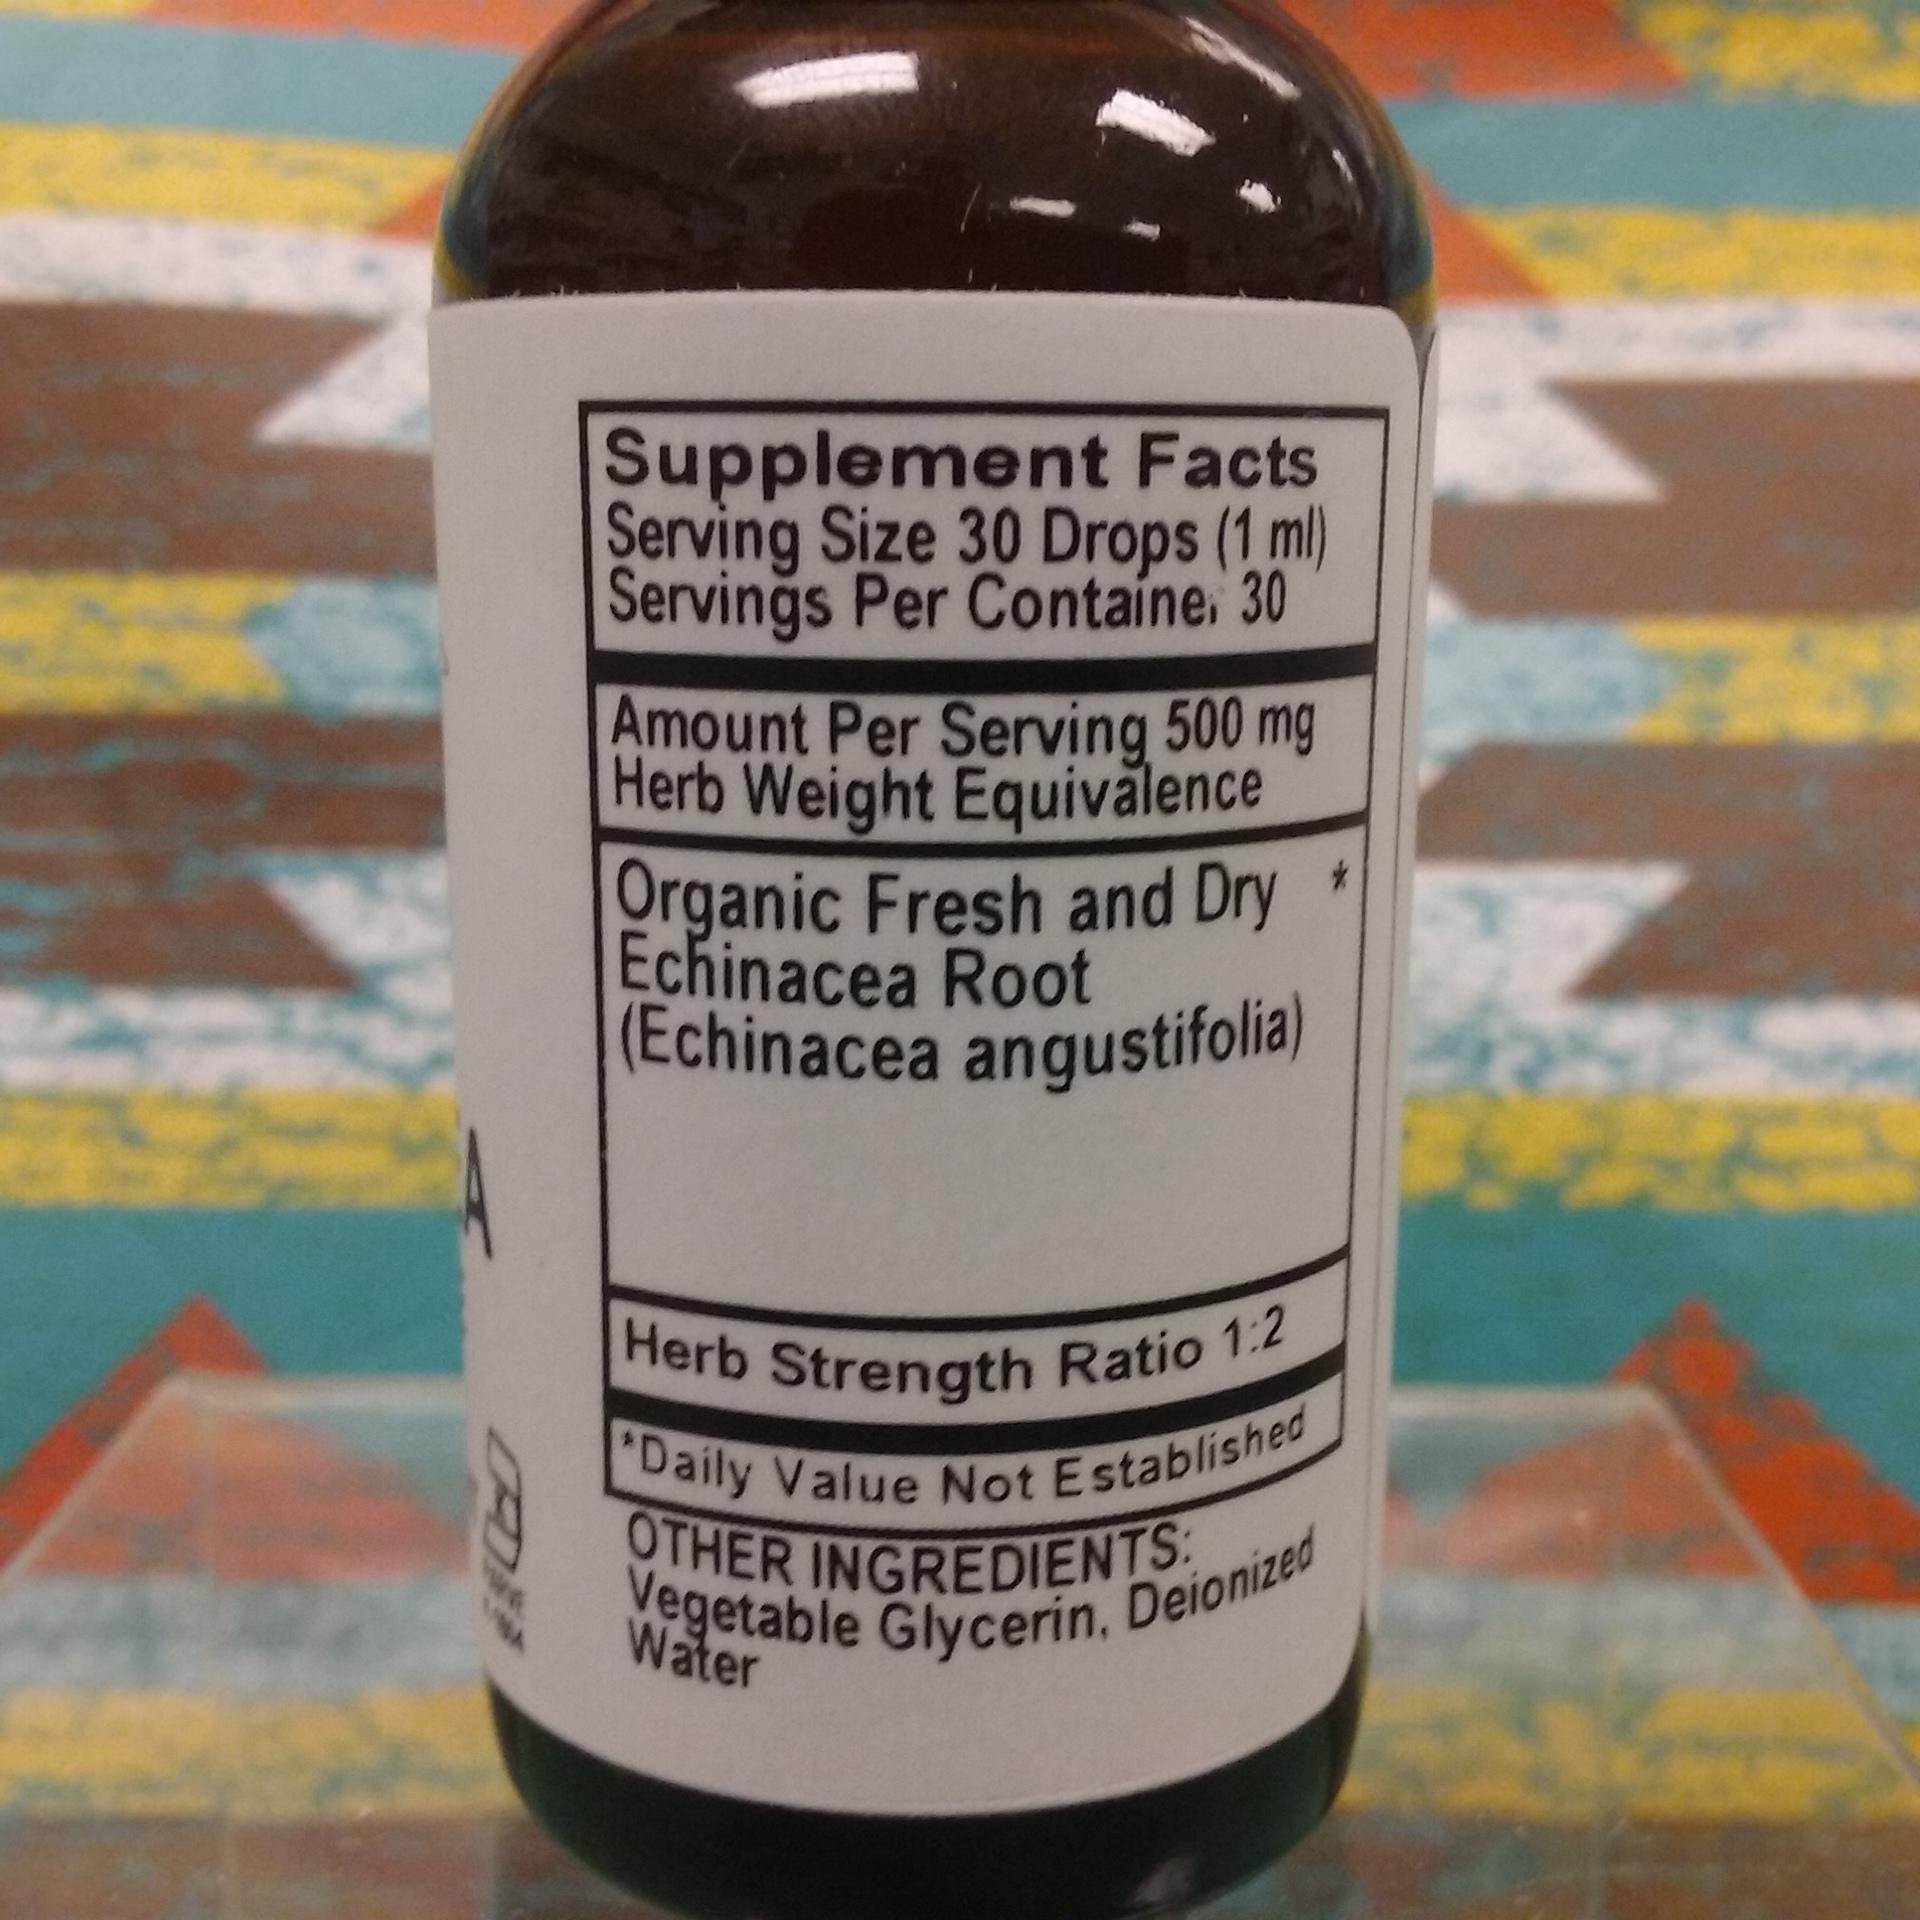 Supplement Facts
Serving Size 30 Drops (1 ml)
Servings Per Container 30
Amount Per Serving 500 mg
Herb Weight Equivalence
Organic Fresh and Dry *
Echinacea Root
(Echinacea angustifolia)
Herb Strength Ratio 1:2
*Daily Value Not Established
OTHER INGREDIENTS:
Vegetable Glycerin, Deionized
Water